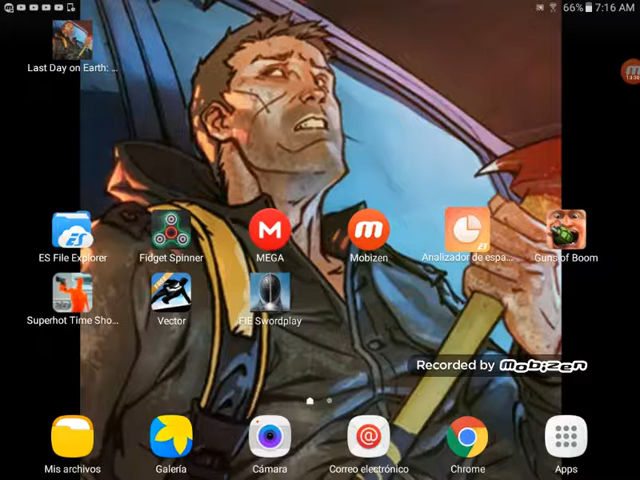 66% 7:16 AM
Last Day on Earth: ...
ES File Explorer
Fidget Spinner
MEGA
Mobizen
Analizador de espa...
Guns of Boom
Superhot Time Sho...
Vector
FIE Swordplay
Recorded by Mobizen
Mis archivos
Galería
Cámara
Correo electrónico
Chrome
Apps